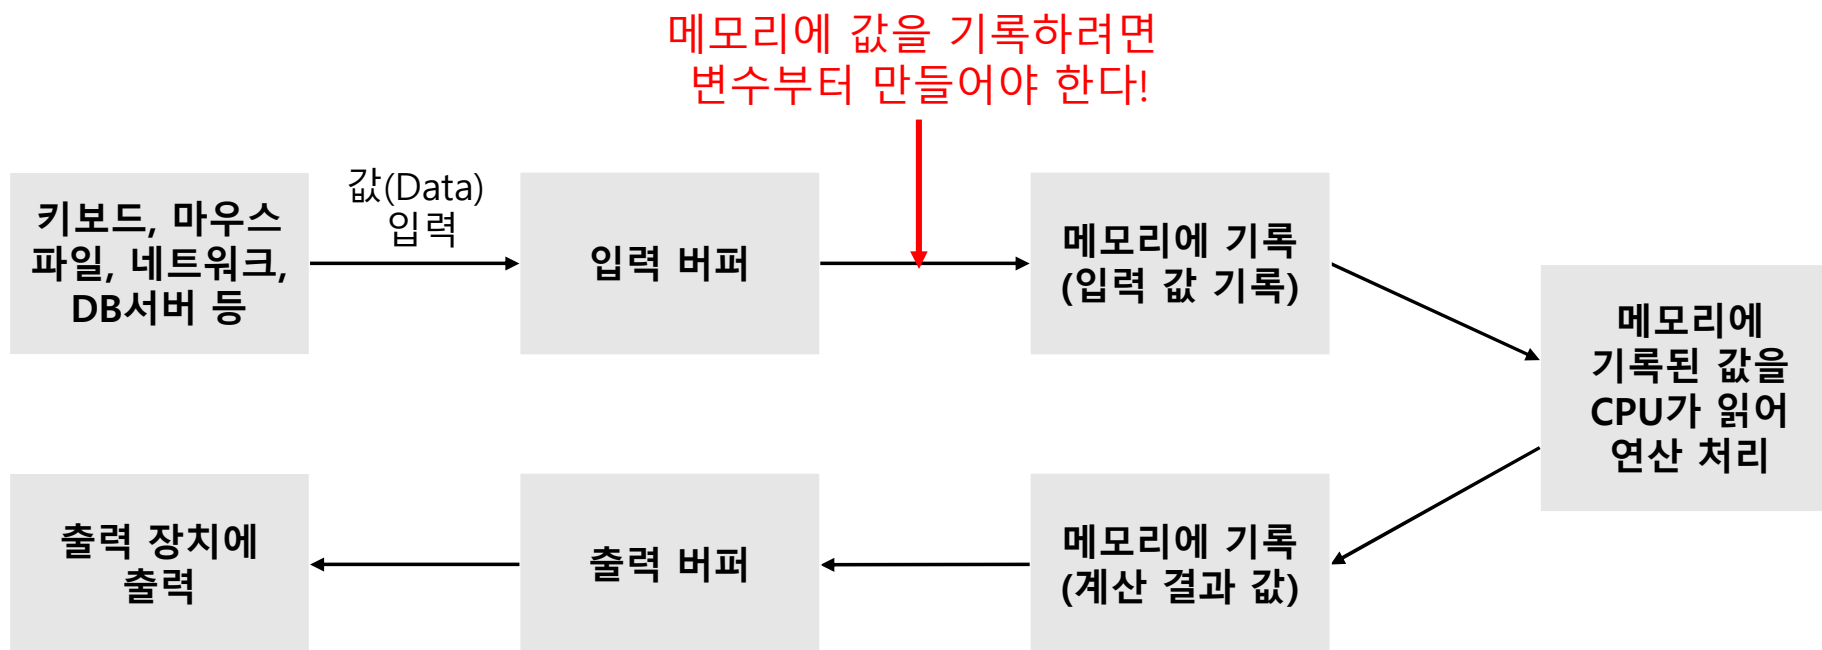 메모리에 값을 기록하려면
변수부터 만들어야 한다!
키보드, 마우스
파일, 네트워크,
DB서버 등
값(Data)
입력
입력 버퍼
메모리에 기록
(입력 값 기록)
메모리에
기록된 값을
CPU가 읽어
연산 처리
출력 장치에
출력
출력 버퍼
메모리에 기록
(계산 결과 값)